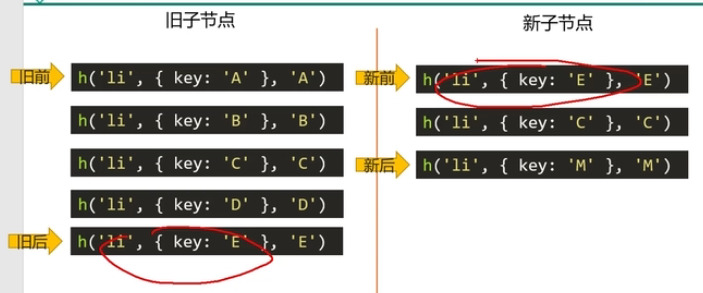 旧子节点
旧前
h('li', { key: 'A' }, 'A')
h('li', { key: 'B' }, 'B')
h('li', { key: 'C' }, 'C')
h('li', { key: 'D' }, 'D')
旧后
h('li', { key: 'E' }, 'E')
新子节点
新前
h('li', { key: 'E' }, 'E')
h('li', { key: 'C' }, 'C')
新后
h('li', { key: 'M' }, 'M')